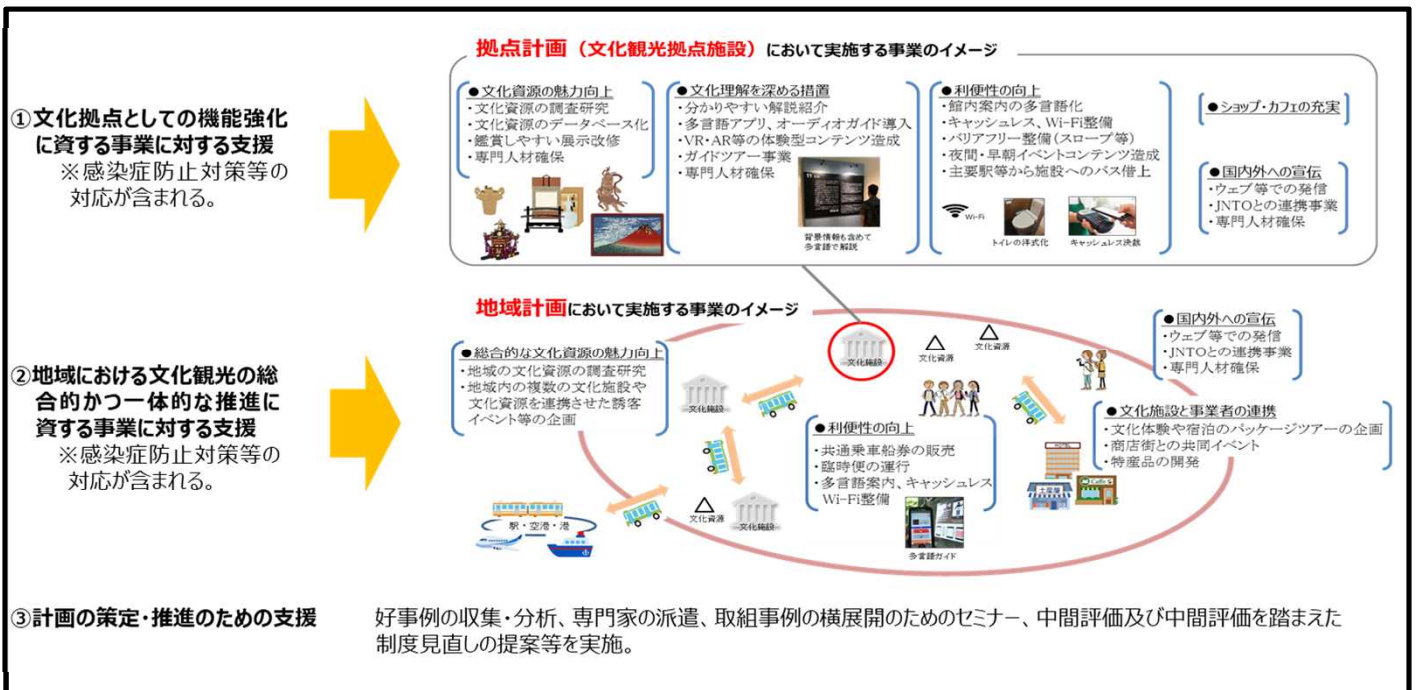 拠点計画（文化観光拠点施設）において実施する事業のイメージ
①文化拠点としての機能強化
に資する事業に対する支援
※感染症防止対策等の
対応が含まれる。
●文化資源の魅力向上
・文化資源の調査研究
・文化資源のデータベース化
・鑑賞しやすい展示改修
・専門人材確保
●文化理解を深める措置
・分かりやすい解説紹介
・多言語アプリ、オーディオガイド導入
・VR・AR等の体験型コンテンツ造成
・ガイドツアー事業
・専門人材確保
背景情報も含めて
多言語で解説
●利便性の向上
・館内案内の多言語化
・キャッシュレス、Wi-Fi整備
・バリアフリー整備(スロープ等)
・夜間・早朝イベントコンテンツ造成
・主要駅等から施設へのバス借上
Wi-Fi
トイレの洋式化
キャッシュレス決裁
●ショップ・カフェの充実
●国内外への宣伝
・ウェブ等での発信
・JNTOとの連携事業
・専門人材確保
地域計画において実施する事業のイメージ
②地域における文化観光の総
合的かつ一体的な推進に
資する事業に対する支援
※感染症防止対策等の
対応が含まれる。
●総合的な文化資源の魅力向上
・地域の文化資源の調査研究
・地域内の複数の文化施設や
文化資源を連携させた誘客
イベント等の企画
文化施設
文化施設
文化資源
文化資源
●国内外への宣伝
・ウェブ等での発信
・JNTOとの連携事業
・専門人材確保
●利便性の向上
・共通乗車船券の販売
・臨時便の運行
・多言語案内、キャッシュレス
Wi-Fi整備
多言語ガイド
●文化施設と事業者の連携
・文化体験や宿泊のパッケージツアーの企画
・商店街との共同イベント
・特産品の開発
HOTEL
土産屋
Cafe
駅・空港・港
文化資源
文化施設
③計画の策定・推進のための支援
好事例の収集・分析、専門家の派遣、取組事例の横展開のためのセミナー、中間評価及び中間評価を踏まえた
制度見直しの提案等を実施。